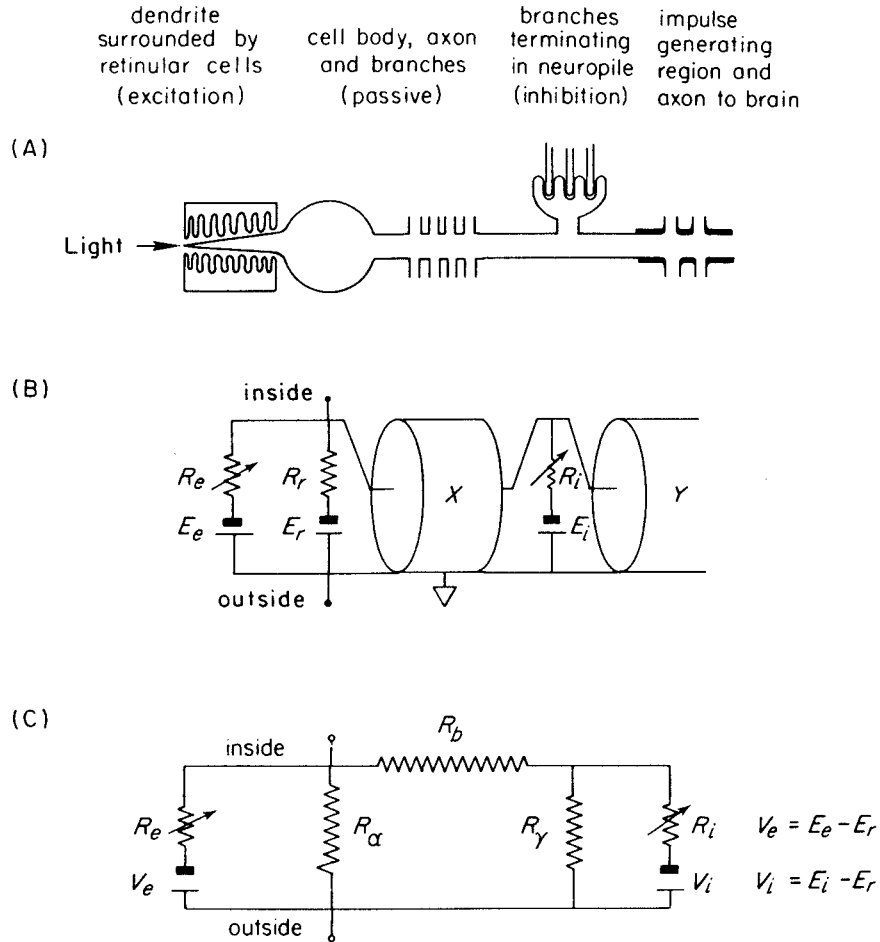 dendrite
surrounded by
retinular cells
(excitation)
cell body, axon
and branches
(passive)
branches
terminating
in neuropile
(inhibition)
impulse
generating
region and
axon to brain
(A)
Light
(B)
inside
Re
Rr
X
Ri
Y
Ee
Er
Ei
outside
(C)
Rb
inside
Re
Rα
Rγ
Ri
Ve = Ee − Er
Ve
Vi
Vi = Ei − Er
outside